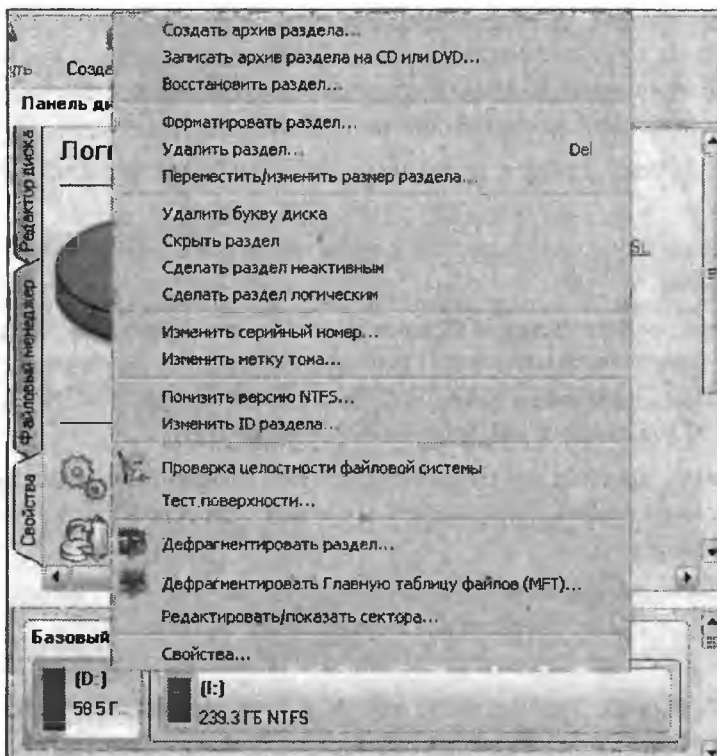 Создать архив раздела...
Записать архив раздела на CD или DVD...
Восстановить раздел...
Форматировать раздел...
Удалить раздел... Del
Переместить/изменить размер раздела...
Удалить букву диска
Скрыть раздел
Сделать раздел неактивным
Сделать раздел логическим
Изменить серийный номер...
Изменить метку тома...
Понизить версию NTFS...
Изменить ID раздела...
Проверка целостности файловой системы
Тест поверхности...
Дефрагментировать раздел...
Дефрагментировать Главную таблицу файлов (MFT)...
Редактировать/показать сектора...
Свойства...
Созда
Панель ди
Редактор диска
Файловый менеджер
Свойства
Логи
Базовый
(D:)
58.5 Г
(I:)
239.3 ГБ NTFS